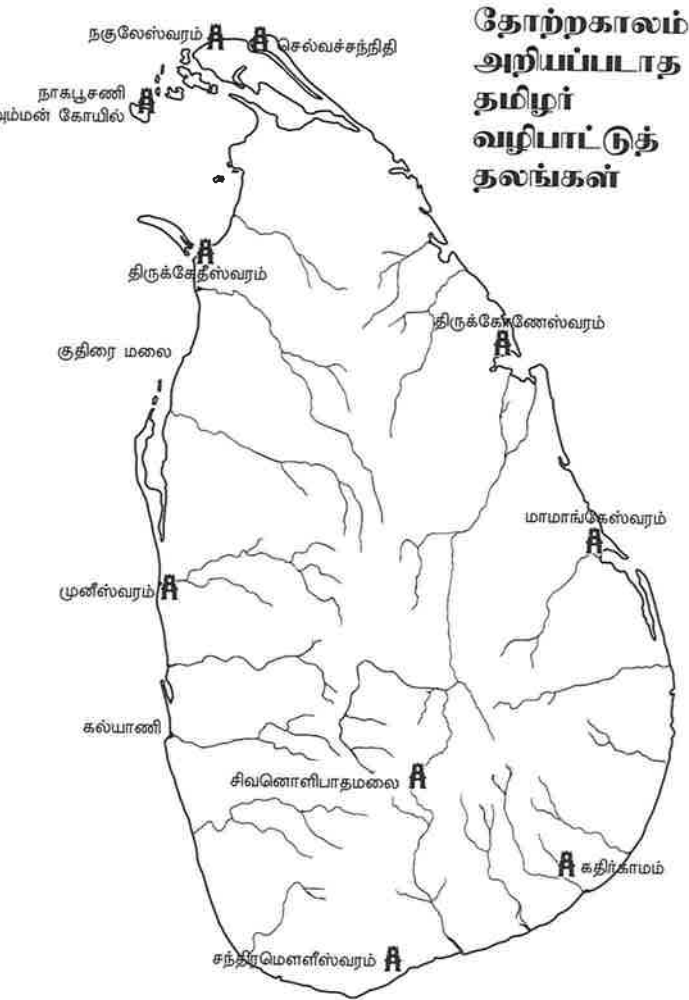 தோற்றகாலம்
அறியப்படாத
தமிழர்
வழிபாட்டுத்
தலங்கள்
நகுலேஸ்வரம்
செல்வச்சந்நிதி
நாகபூசணி
அம்மன் கோயில்
திருக்கேதீஸ்வரம்
திருக்கோணேஸ்வரம்
குதிரை மலை
மாமாங்கேஸ்வரம்
முனீஸ்வரம்
கல்யாணி
சிவனொளிபாதமலை
கதிர்காமம்
சந்திரமௌளீஸ்வரம்